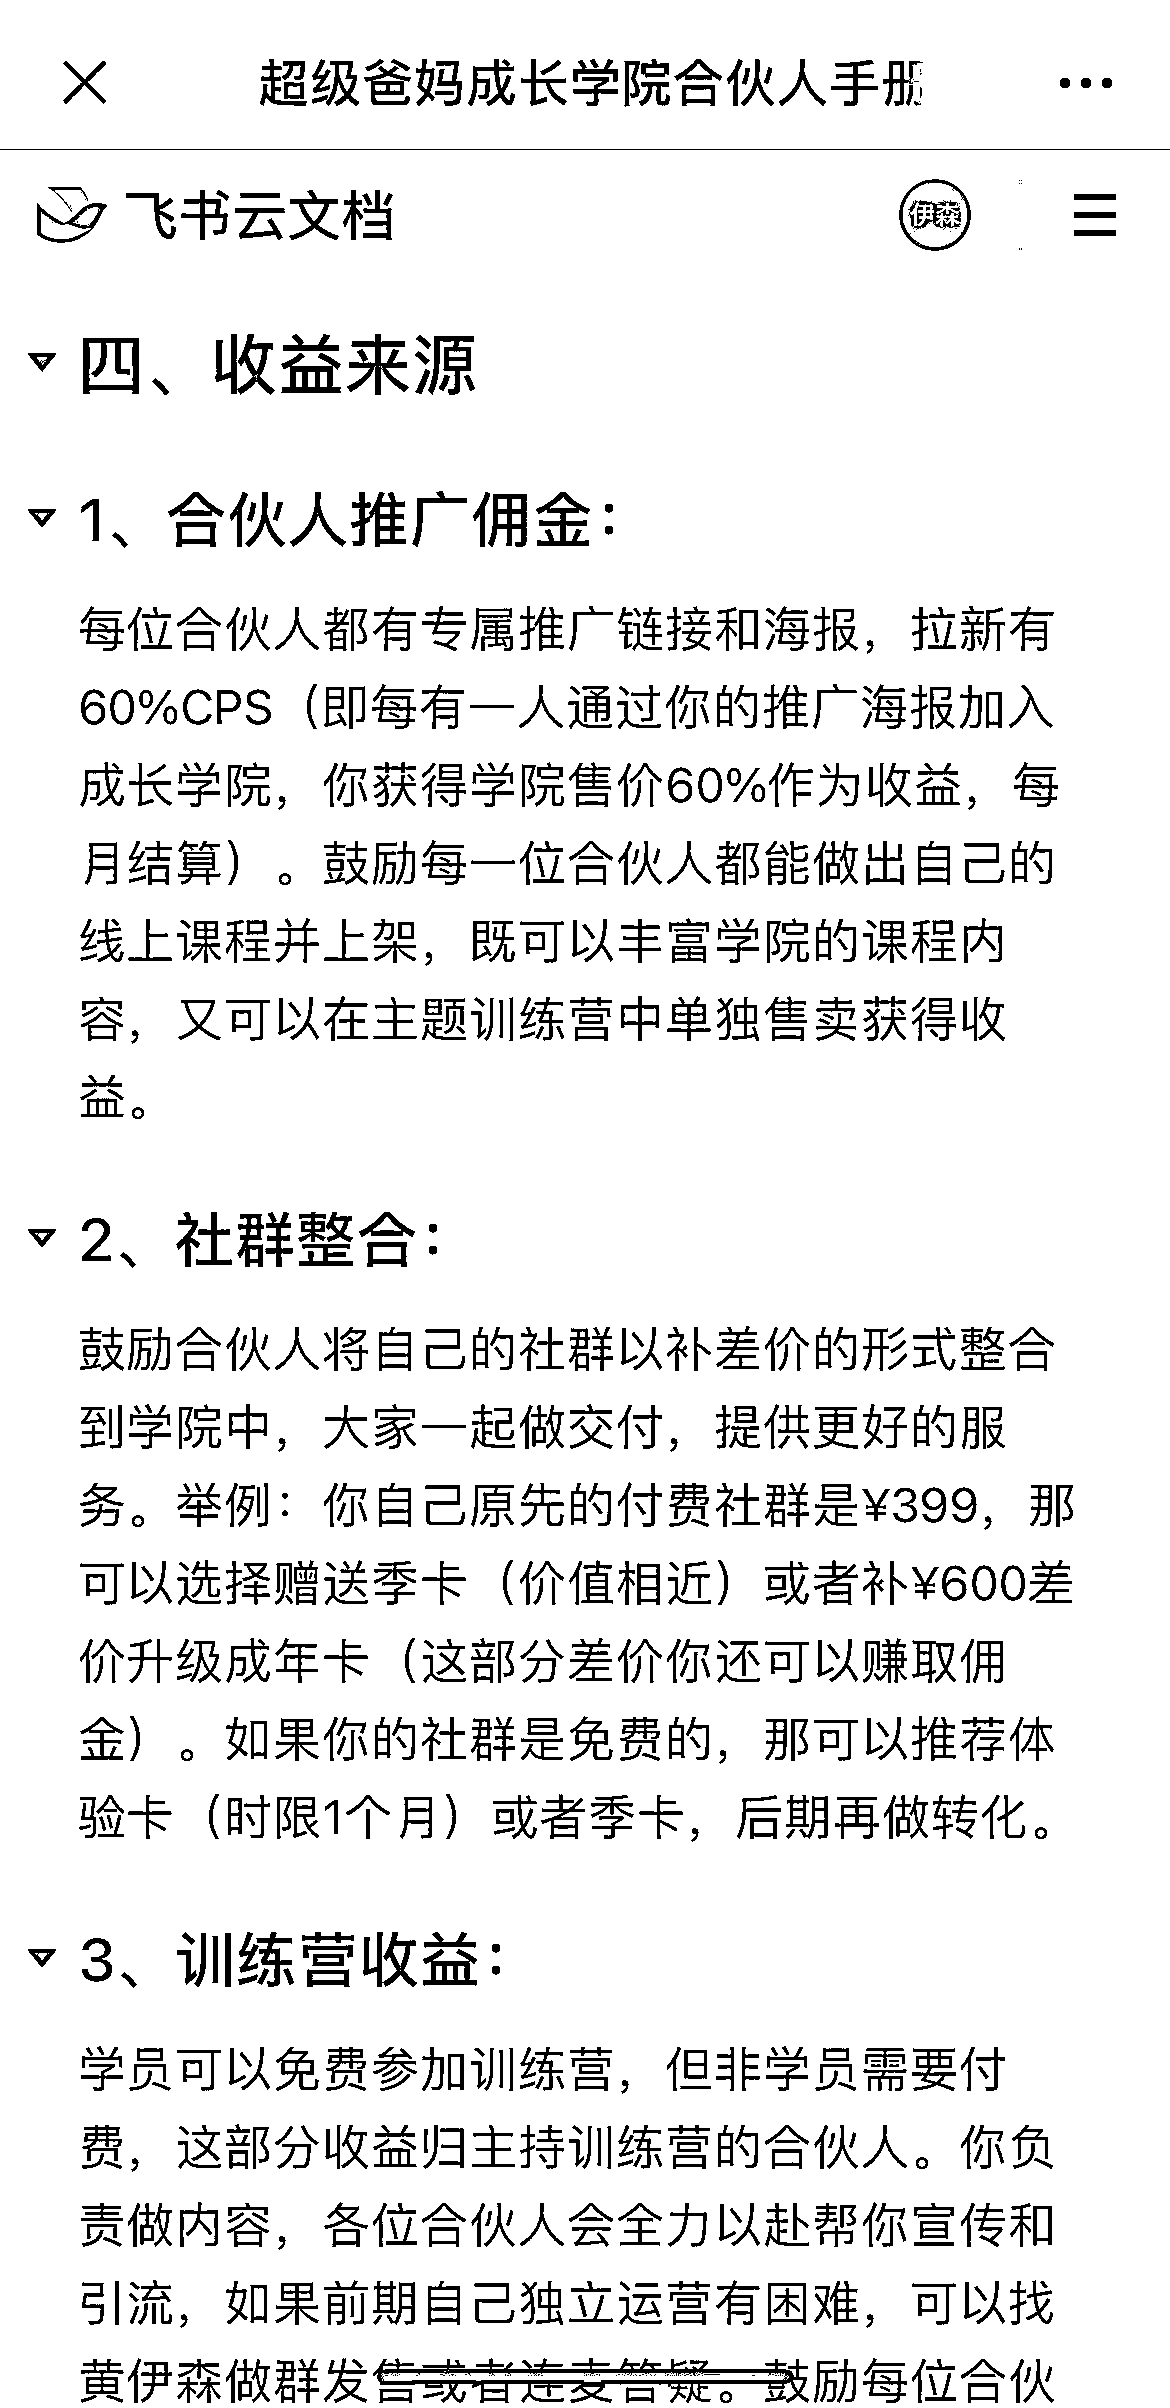 超级爸妈成长学院合伙人手册
飞书云文档
伊森
四、收益来源
1、合伙人推广佣金：
每位合伙人都有专属推广链接和海报，拉新有
60%CPS（即每有一人通过你的推广海报加入
成长学院，你获得学院售价60%作为收益，每
月结算）。鼓励每一位合伙人都能做出自己的
线上课程并上架，既可以丰富学院的课程内
容，又可以在主题训练营中单独售卖获得收
益。
2、社群整合：
鼓励合伙人将自己的社群以补差价的形式整合
到学院中，大家一起做交付，提供更好的服
务。举例：你自己原先的付费社群是¥399，那
可以选择赠送季卡（价值相近）或者补¥600差
价升级成年卡（这部分差价你还可以赚取佣
金）。如果你的社群是免费的，那可以推荐体
验卡（时限1个月）或者季卡，后期再做转化。
3、训练营收益：
学员可以免费参加训练营，但非学员需要付
费，这部分收益归主持训练营的合伙人。你负
责做内容，各位合伙人会全力以赴帮你宣传和
引流，如果前期自己独立运营有困难，可以找
黄伊森做群发售或者连麦答疑。鼓励每位合伙